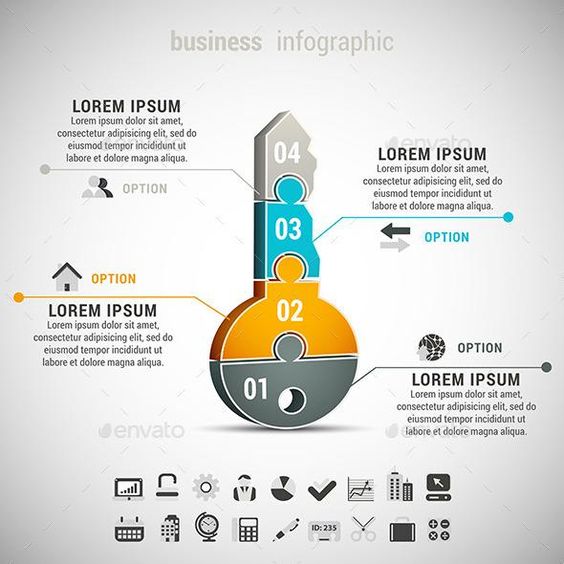 business infographic
LOREM IPSUM
Lorem ipsum dolor sit amet,
consectetur adipisicing elit,
sed do eiusmod tempor incididunt
ut labore et dolore magna aliqua.
OPTION
04
LOREM IPSUM
Lorem ipsum dolor sit amet,
consectetur adipisicing elit,
sed do eiusmod tempor incididunt
ut labore et dolore magna aliqua.
OPTION
03
OPTION
LOREM IPSUM
Lorem ipsum dolor sit amet,
consectetur adipisicing elit,
sed do eiusmod tempor incididunt
ut labore et dolore magna aliqua.
02
OPTION
LOREM IPSUM
Lorem ipsum dolor sit amet,
consectetur adipisicing elit,
sed do eiusmod tempor incididunt
ut labore et dolore magna aliqua.
01
envato
envato
envato
envato
ID: 235